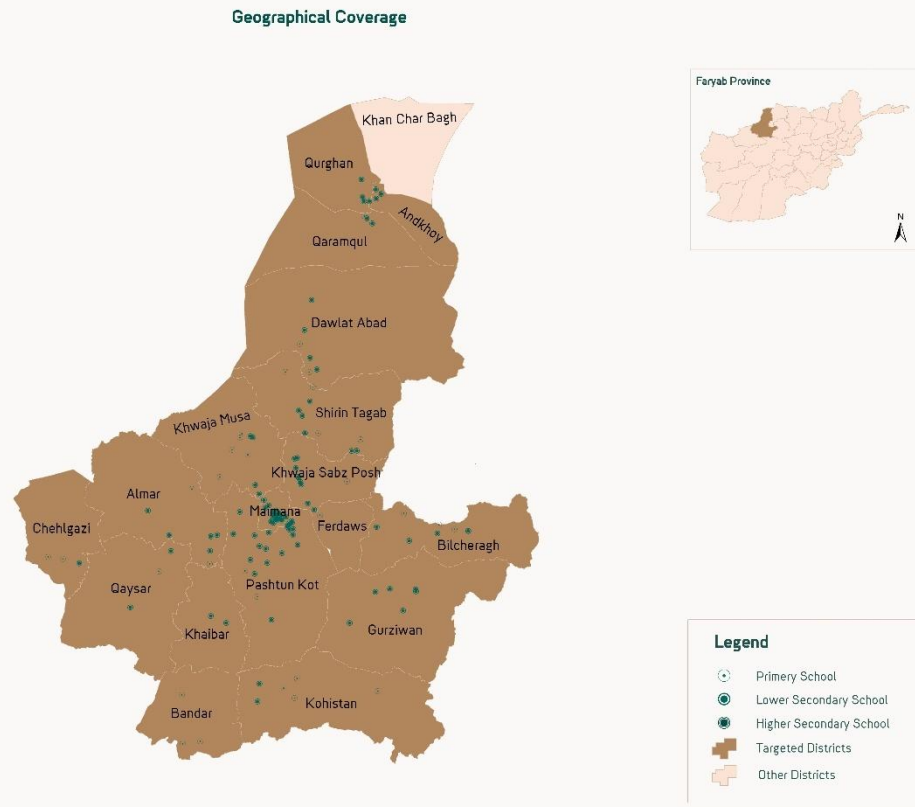 Geographical Coverage
Khan Char Bagh
Faryab Province
Qurghan
Andkhoy
N
Qaramqul
Dawlat Abad
Shirin Tagab
Khwaja Musa
Khwaja Sabz Posh
Almar
Maimana
Chehlgazi
Ferdaws
Bilcheragh
Qaysar
Pashtun Kot
Khaibar
Gurziwan
Bandar
Kohistan
Legend
Primery School
Lower Secondary School
Higher Secondary School
Targeted Districts
Other Districts